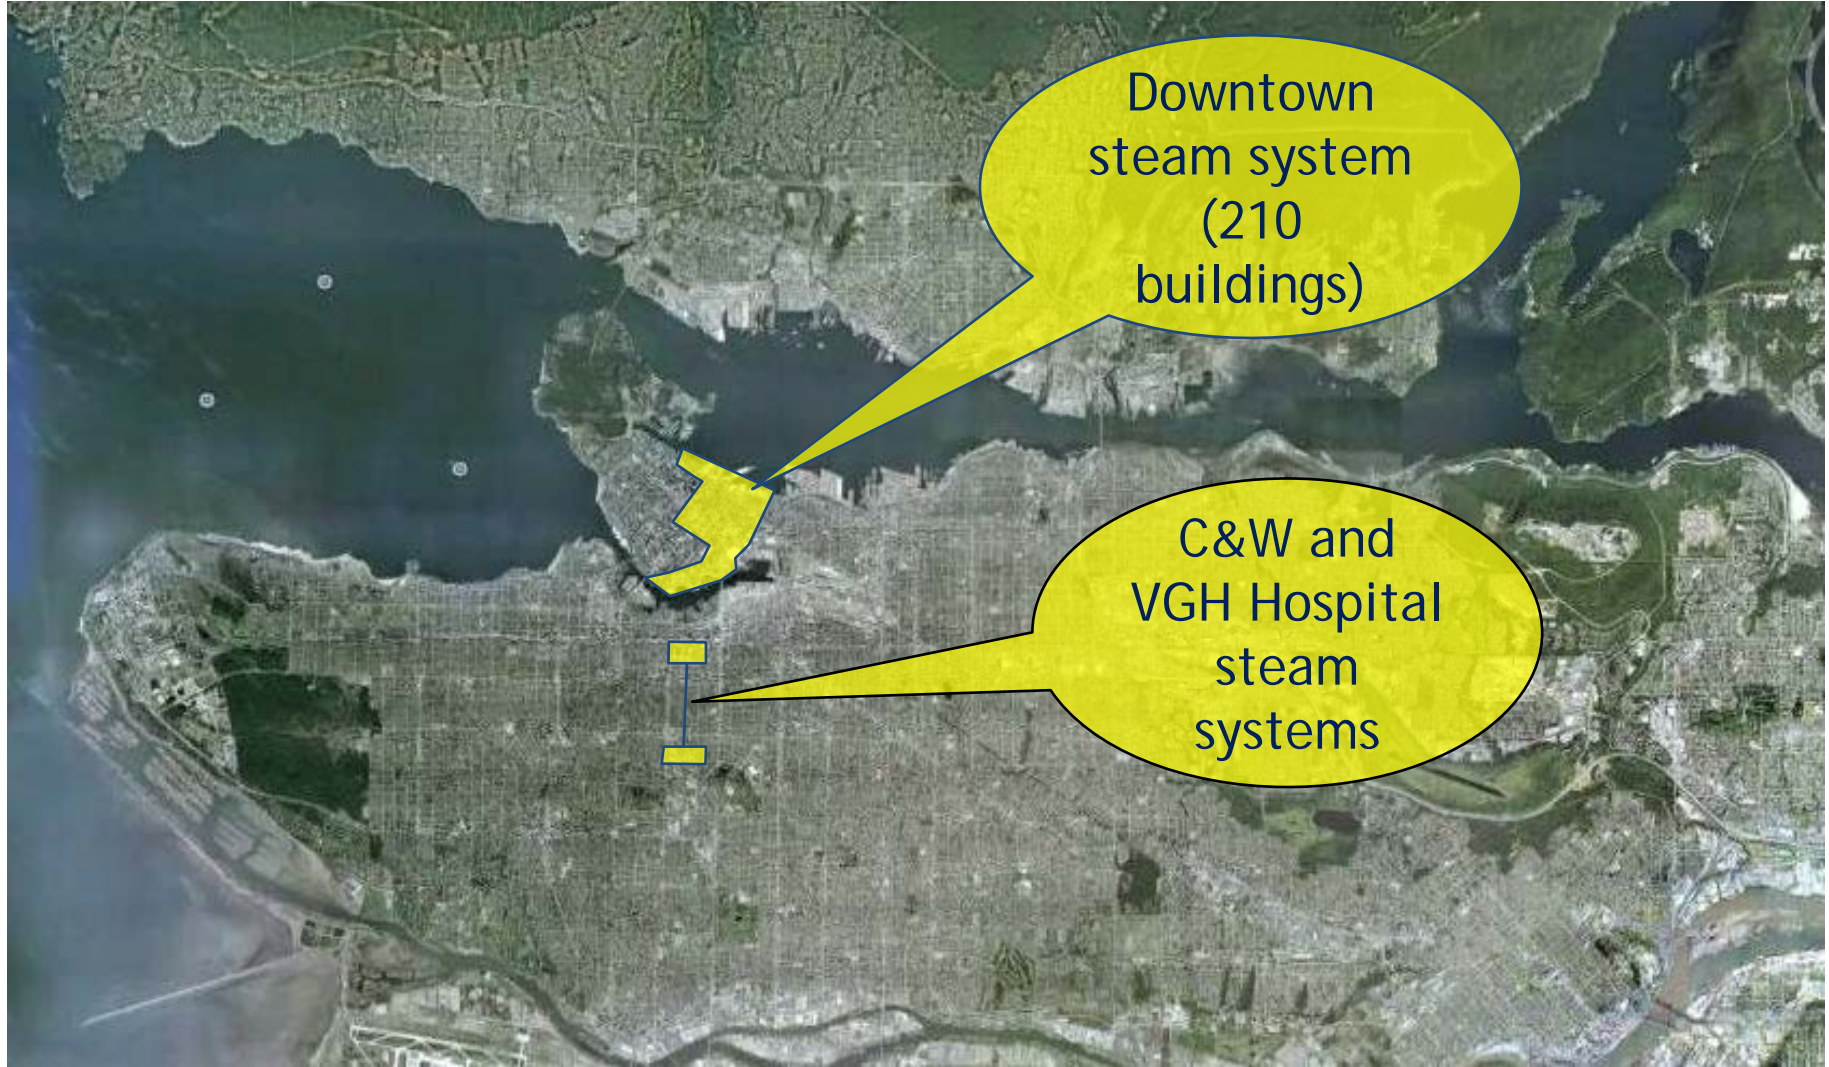 Downtown
steam system
(210
buildings)
C&W and
VGH Hospital
steam
systems